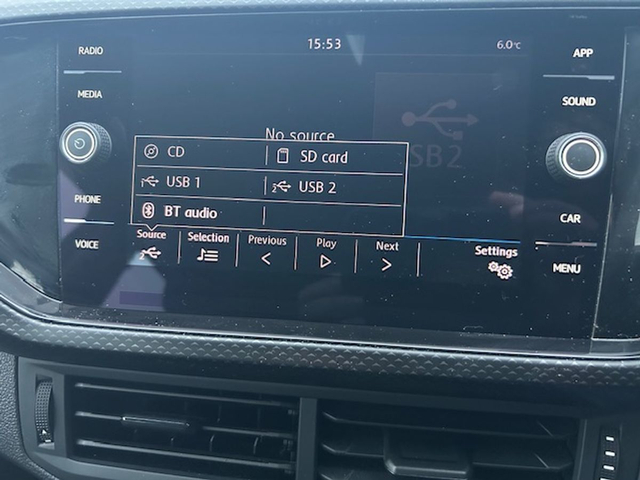 RADIO
15:53
6.0°C
APP
MEDIA
SOUND
No source
CD
SD card
USB 1
USB 2
BT audio
PHONE
CAR
VOICE
Source
Selection
Previous
Play
Next
Settings
MENU